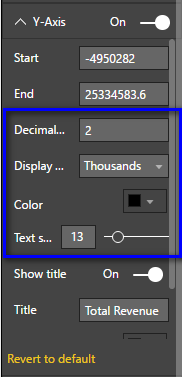 Y-Axis On
Start -4950282
End 25334583.6
Decimal... 2
Display ... Thousands
Color
Text s... 13
Show title On
Title Total Revenue
Revert to default